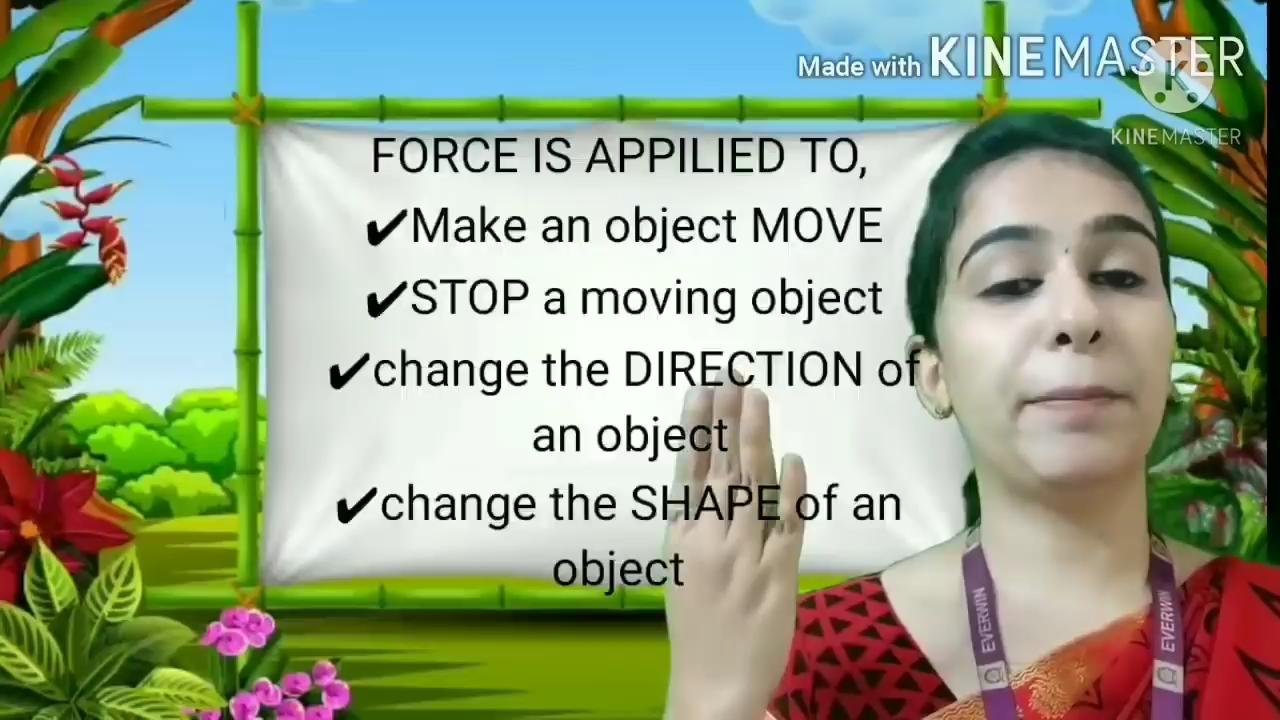 Made with KINEMASTER
KINEMASTER
FORCE IS APPILIED TO,
✔Make an object MOVE
✔STOP a moving object
✔change the DIRECTION of
an object
✔change the SHAPE of an
object
EVERWIN
EVERWIN